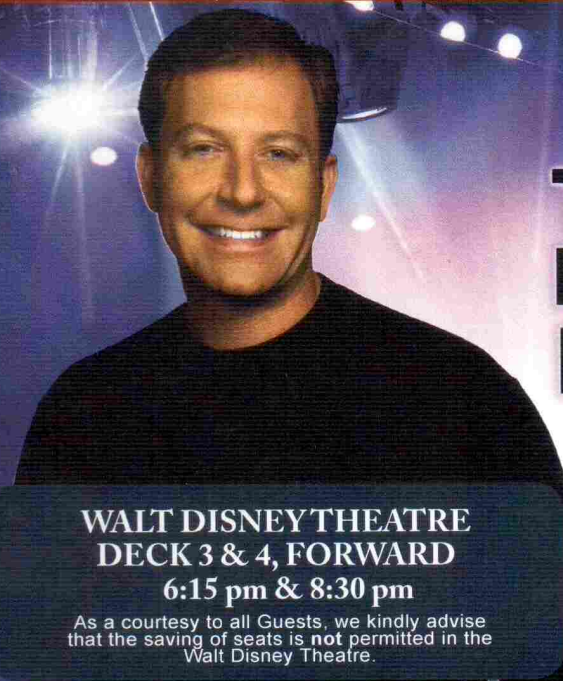 WALT DISNEY THEATRE
DECK 3 & 4, FORWARD
6:15 pm & 8:30 pm
As a courtesy to all Guests, we kindly advise
that the saving of seats is not permitted in the
Walt Disney Theatre.